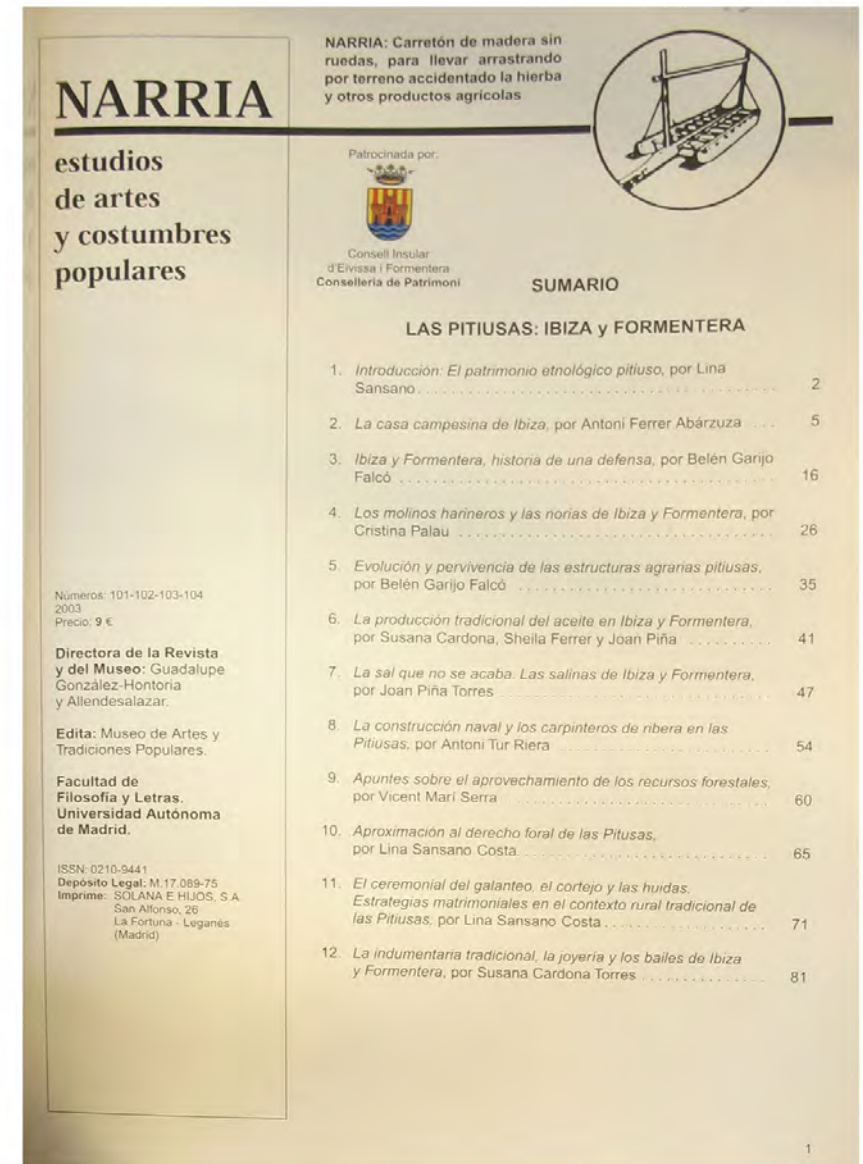 NARRIA
estudios
de artes
y costumbres
populares
NARRIA: Carretón de madera sin
ruedas, para llevar arrastrando
por terreno accidentado la hierba
y otros productos agrícolas
Patrocinada por:
Consell Insular
d'Eivissa i Formentera
Conselleria de Patrimoni
SUMARIO
LAS PITIUSAS: IBIZA y FORMENTERA
1. Introducción: El patrimonio etnológico pitiuso, por Lina
Sansano 2
2. La casa campesina de Ibiza, por Antoni Ferrer Abárzuza 5
3. Ibiza y Formentera, historia de una defensa, por Belén Garijo
Falcó 16
4. Los molinos harineros y las norias de Ibiza y Formentera, por
Cristina Palau 26
5. Evolución y pervivencia de las estructuras agrarias pitiusas,
por Belén Garijo Falcó 35
6. La producción tradicional del aceite en Ibiza y Formentera,
por Susana Cardona, Sheila Ferrer y Joan Piña 41
7. La sal que no se acaba. Las salinas de Ibiza y Formentera,
por Joan Piña Torres 47
8. La construcción naval y los carpinteros de ribera en las
Pitiusas, por Antoni Tur Riera 54
9. Apuntes sobre el aprovechamiento de los recursos forestales,
por Vicent Marí Serra 60
10. Aproximación al derecho foral de las Pitusas,
por Lina Sansano Costa 65
11. El ceremonial del galanteo, el cortejo y las huidas.
Estrategias matrimoniales en el contexto rural tradicional de
las Pitiusas, por Lina Sansano Costa 71
12. La indumentaria tradicional, la joyería y los bailes de Ibiza
y Formentera, por Susana Cardona Torres 81
Números: 101-102-103-104
2003
Precio: 9 €
Directora de la Revista
y del Museo: Guadalupe
González-Hontoria
y Allendesalazar.
Edita: Museo de Artes y
Tradiciones Populares.
Facultad de
Filosofía y Letras.
Universidad Autónoma
de Madrid.
ISSN: 0210-9441
Depósito Legal: M.17.089-75
Imprime: SOLANA E HIJOS, S.A.
San Alfonso, 26
La Fortuna - Leganés
(Madrid)
1